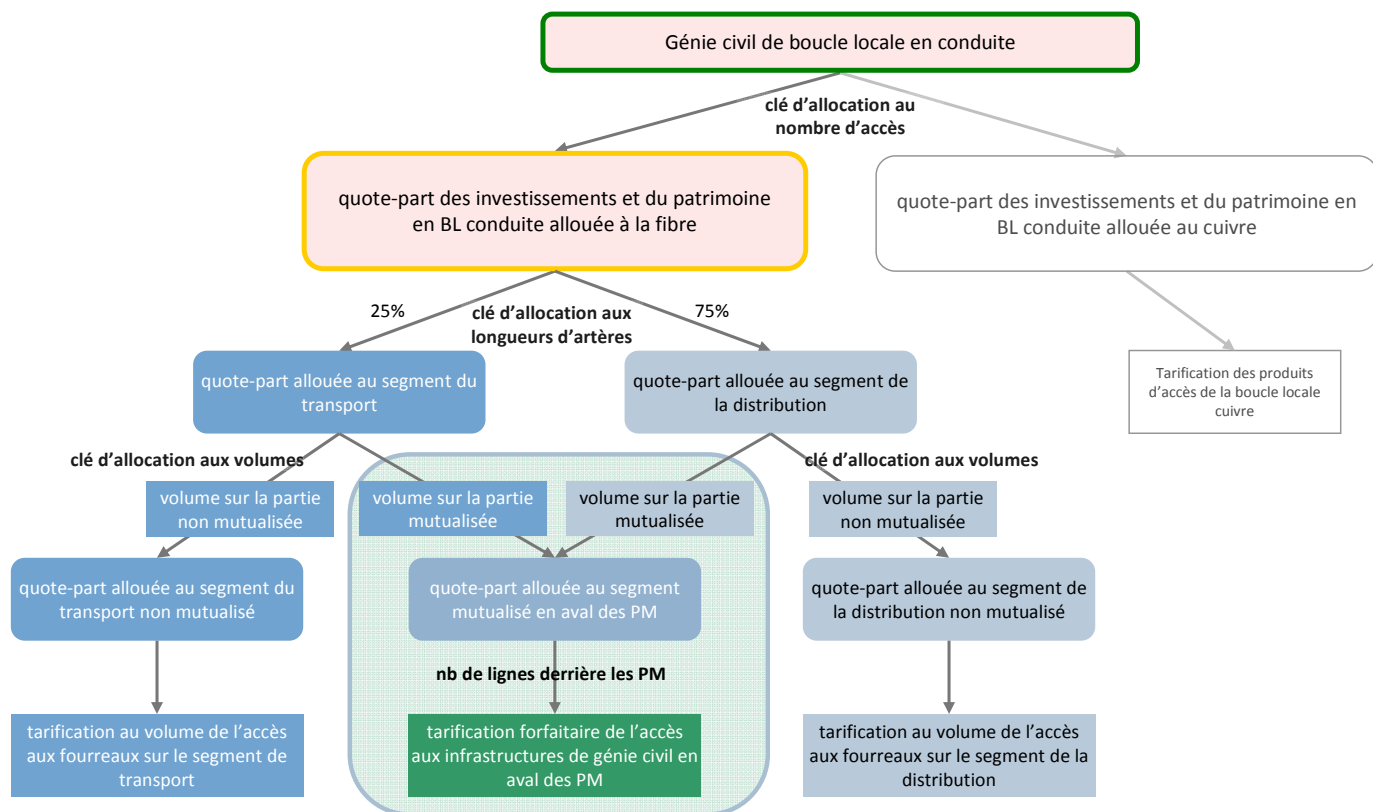 Génie civil de boucle locale en conduite
clé d’allocation au
nombre d’accès
quote-part des investissements et du patrimoine
en BL conduite allouée à la fibre
quote-part des investissements et du patrimoine en
BL conduite allouée au cuivre
25%
clé d’allocation aux
longueurs d’artères
75%
quote-part allouée au segment du
transport
quote-part allouée au segment de
la distribution
Tarification des produits
d’accès de la boucle locale
cuivre
clé d’allocation aux volumes
clé d’allocation aux volumes
volume sur la partie
non mutualisée
volume sur la partie
mutualisée
volume sur la partie
mutualisée
volume sur la partie
non mutualisée
quote-part allouée au segment du
transport non mutualisé
quote-part allouée au segment
mutualisé en aval des PM
quote-part allouée au segment de
la distribution non mutualisé
nb de lignes derrière les PM
tarification au volume de l’accès
aux fourreaux sur le segment de
transport
tarification forfaitaire de l’accès
aux infrastructures de génie civil en
aval des PM
tarification au volume de l’accès
aux fourreaux sur le segment de la
distribution